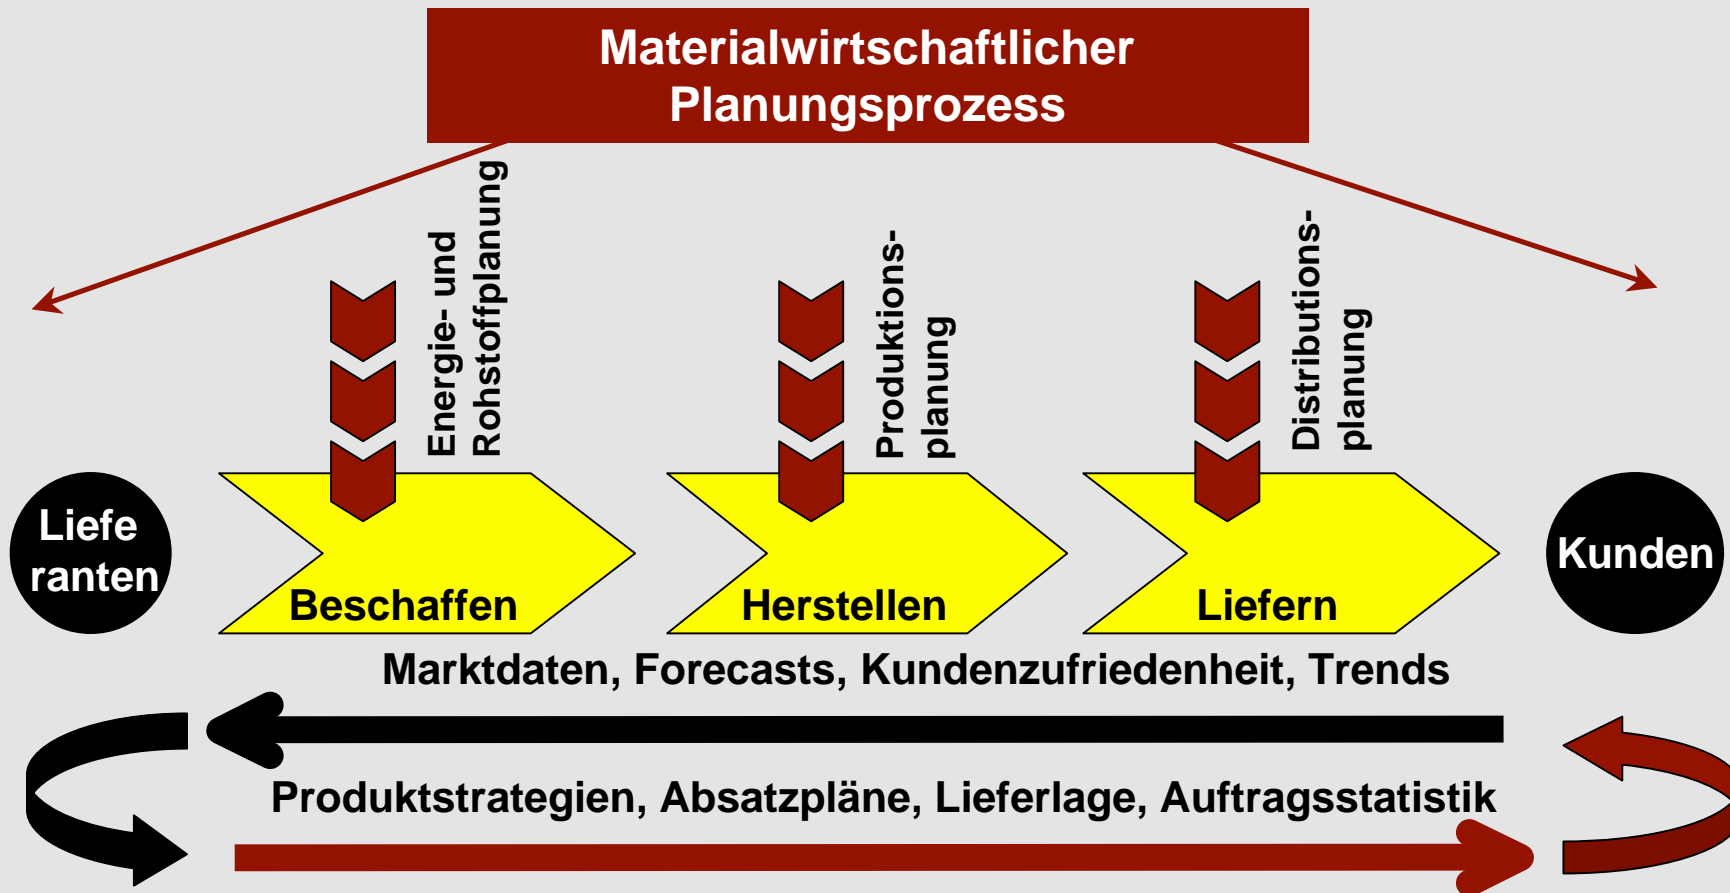 Materialwirtschaftlicher
Planungsprozess
Energie- und
Rohstoffplanung
Produktions-
planung
Distributions-
planung
Liefe
ranten
Beschaffen
Herstellen
Liefern
Kunden
Marktdaten, Forecasts, Kundenzufriedenheit, Trends
Produktstrategien, Absatzpläne, Lieferlage, Auftragsstatistik